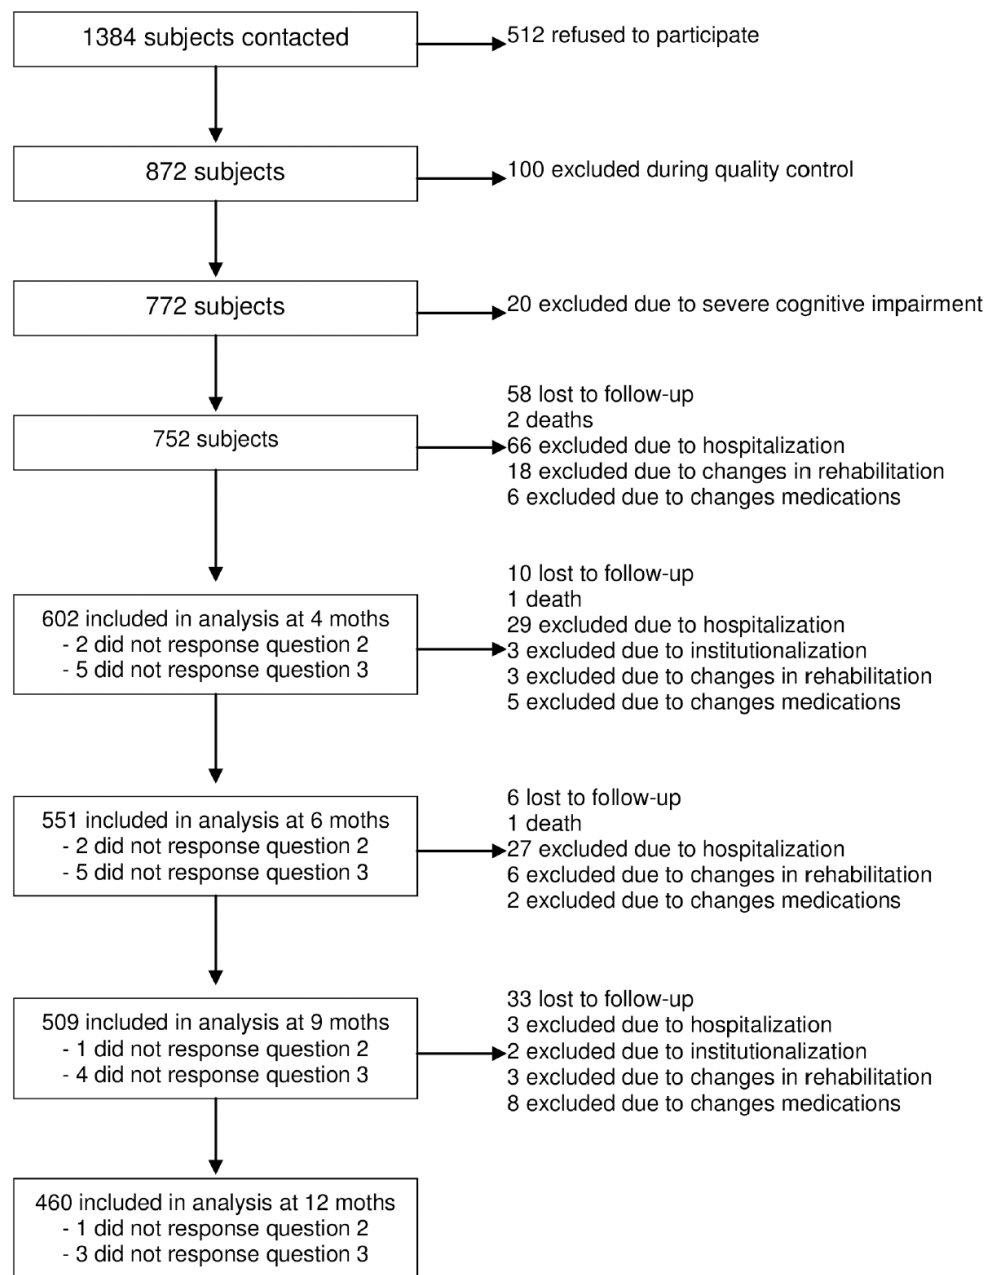 1384 subjects contacted
512 refused to participate
872 subjects
100 excluded during quality control
772 subjects
20 excluded due to severe cognitive impairment
752 subjects
58 lost to follow-up
2 deaths
66 excluded due to hospitalization
18 excluded due to changes in rehabilitation
6 excluded due to changes medications
602 included in analysis at 4 moths
- 2 did not response question 2
- 5 did not response question 3
10 lost to follow-up
1 death
29 excluded due to hospitalization
3 excluded due to institutionalization
3 excluded due to changes in rehabilitation
5 excluded due to changes medications
551 included in analysis at 6 moths
- 2 did not response question 2
- 5 did not response question 3
6 lost to follow-up
1 death
27 excluded due to hospitalization
6 excluded due to changes in rehabilitation
2 excluded due to changes medications
509 included in analysis at 9 moths
- 1 did not response question 2
- 4 did not response question 3
33 lost to follow-up
3 excluded due to hospitalization
2 excluded due to institutionalization
3 excluded due to changes in rehabilitation
8 excluded due to changes medications
460 included in analysis at 12 moths
- 1 did not response question 2
- 3 did not response question 3